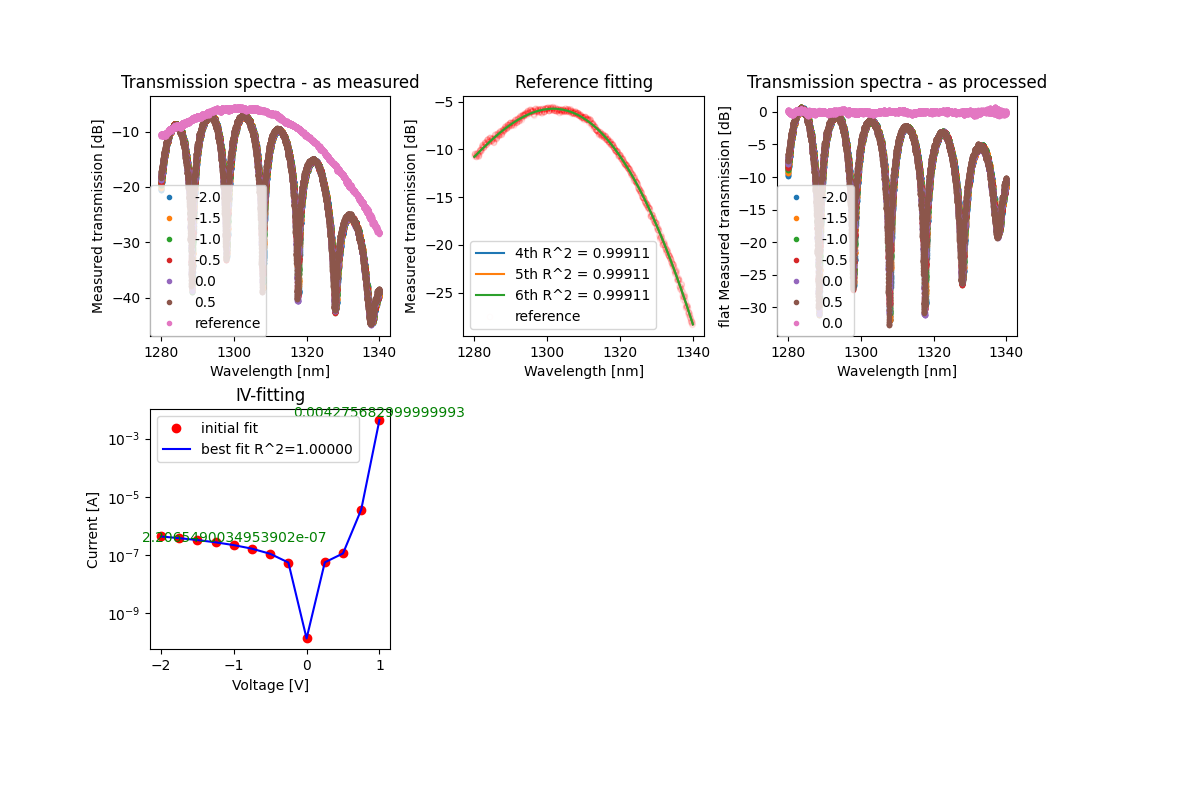 Transmission spectra - as measured
Measured transmission [dB]
−10
−20
−30
−40
-2.0
-1.5
-1.0
-0.5
0.0
0.5
reference
1280
1300
1320
1340
Wavelength [nm]
Reference fitting
Measured transmission [dB]
−5
−10
−15
−20
−25
4th R^2 = 0.99911
5th R^2 = 0.99911
6th R^2 = 0.99911
reference
1280
1300
1320
1340
Wavelength [nm]
Transmission spectra - as processed
flat Measured transmission [dB]
0
−5
−10
−15
−20
−25
−30
-2.0
-1.5
-1.0
-0.5
0.0
0.5
0.0
1280
1300
1320
1340
Wavelength [nm]
IV-fitting
0.004275682999999993
initial fit
best fit R^2=1.00000
Current [A]
10−3
10−5
10−7
10−9
−2
−1
0
1
Voltage [V]